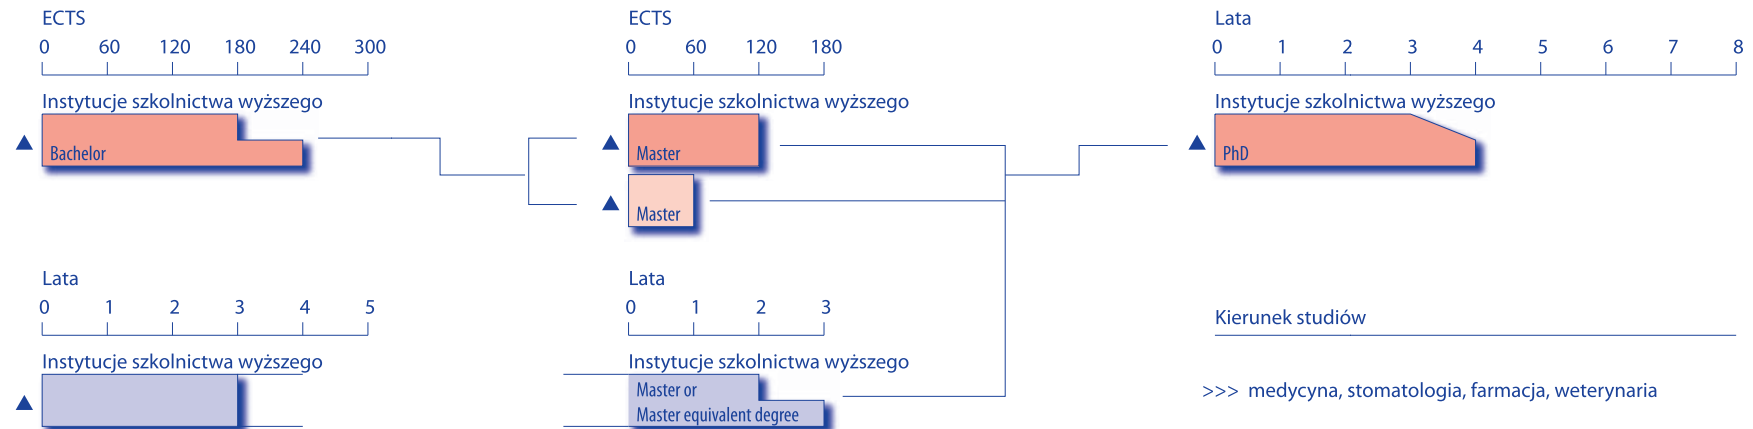 ECTS
0 60 120 180 240 300
Instytucje szkolnictwa wyższego
Bachelor
ECTS
0 60 120 180
Instytucje szkolnictwa wyższego
Master
Master
Lata
0 1 2 3 4 5 6 7 8
Instytucje szkolnictwa wyższego
PhD
Lata
0 1 2 3 4 5
Instytucje szkolnictwa wyższego
Lata
0 1 2 3
Instytucje szkolnictwa wyższego
Master or
Master equivalent degree
Kierunek studiów
>>> medycyna, stomatologia, farmacja, weterynaria